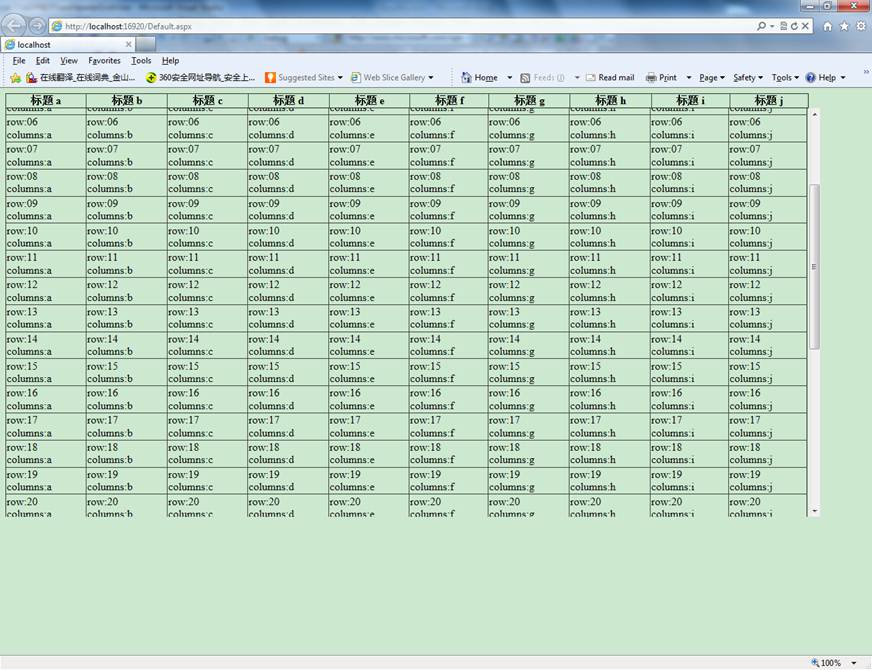 http://localhost:16920/Default.aspx
localhost
File Edit View Favorites Tools Help
在线翻译_在线词典_金山... 360安全网址导航_安全上... Suggested Sites Web Slice Gallery Home Feeds (J) Read mail Print Page Safety Tools Help
标题 a 标题 b 标题 c 标题 d 标题 e 标题 f 标题 g 标题 h 标题 i 标题 j
columns:a columns:b columns:c columns:d columns:e columns:f columns:g columns:h columns:i columns:j
row:06 row:06 row:06 row:06 row:06 row:06 row:06 row:06 row:06 row:06
columns:a columns:b columns:c columns:d columns:e columns:f columns:g columns:h columns:i columns:j
row:07 row:07 row:07 row:07 row:07 row:07 row:07 row:07 row:07 row:07
columns:a columns:b columns:c columns:d columns:e columns:f columns:g columns:h columns:i columns:j
row:08 row:08 row:08 row:08 row:08 row:08 row:08 row:08 row:08 row:08
columns:a columns:b columns:c columns:d columns:e columns:f columns:g columns:h columns:i columns:j
row:09 row:09 row:09 row:09 row:09 row:09 row:09 row:09 row:09 row:09
columns:a columns:b columns:c columns:d columns:e columns:f columns:g columns:h columns:i columns:j
row:10 row:10 row:10 row:10 row:10 row:10 row:10 row:10 row:10 row:10
columns:a columns:b columns:c columns:d columns:e columns:f columns:g columns:h columns:i columns:j
row:11 row:11 row:11 row:11 row:11 row:11 row:11 row:11 row:11 row:11
columns:a columns:b columns:c columns:d columns:e columns:f columns:g columns:h columns:i columns:j
row:12 row:12 row:12 row:12 row:12 row:12 row:12 row:12 row:12 row:12
columns:a columns:b columns:c columns:d columns:e columns:f columns:g columns:h columns:i columns:j
row:13 row:13 row:13 row:13 row:13 row:13 row:13 row:13 row:13 row:13
columns:a columns:b columns:c columns:d columns:e columns:f columns:g columns:h columns:i columns:j
row:14 row:14 row:14 row:14 row:14 row:14 row:14 row:14 row:14 row:14
columns:a columns:b columns:c columns:d columns:e columns:f columns:g columns:h columns:i columns:j
row:15 row:15 row:15 row:15 row:15 row:15 row:15 row:15 row:15 row:15
columns:a columns:b columns:c columns:d columns:e columns:f columns:g columns:h columns:i columns:j
row:16 row:16 row:16 row:16 row:16 row:16 row:16 row:16 row:16 row:16
columns:a columns:b columns:c columns:d columns:e columns:f columns:g columns:h columns:i columns:j
row:17 row:17 row:17 row:17 row:17 row:17 row:17 row:17 row:17 row:17
columns:a columns:b columns:c columns:d columns:e columns:f columns:g columns:h columns:i columns:j
row:18 row:18 row:18 row:18 row:18 row:18 row:18 row:18 row:18 row:18
columns:a columns:b columns:c columns:d columns:e columns:f columns:g columns:h columns:i columns:j
row:19 row:19 row:19 row:19 row:19 row:19 row:19 row:19 row:19 row:19
columns:a columns:b columns:c columns:d columns:e columns:f columns:g columns:h columns:i columns:j
row:20 row:20 row:20 row:20 row:20 row:20 row:20 row:20 row:20 row:20
columns:a columns:b columns:c columns:d columns:e columns:f columns:g columns:h columns:i columns:j
100%